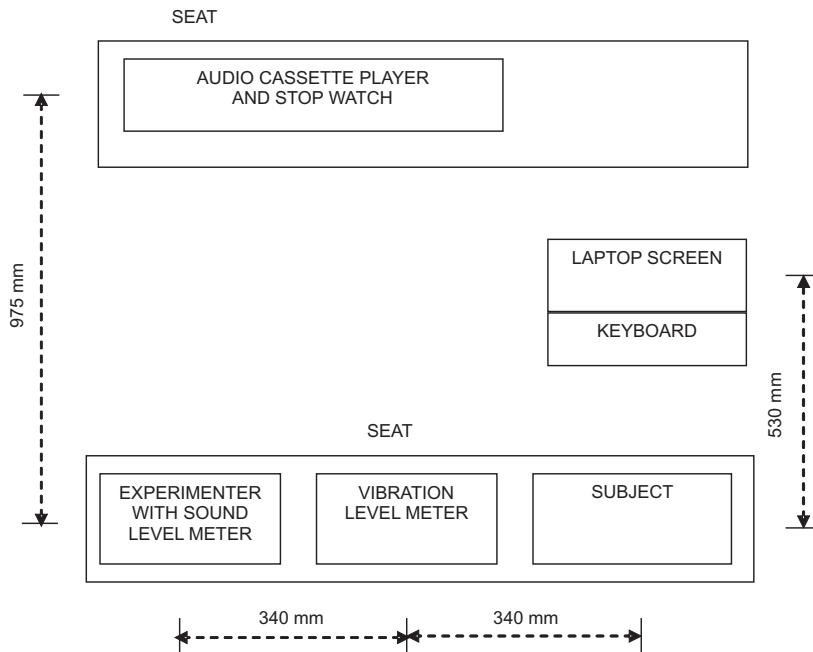 SEAT
AUDIO CASSETTE PLAYER
AND STOP WATCH
975 mm
LAPTOP SCREEN
KEYBOARD
530 mm
SEAT
EXPERIMENTER
WITH SOUND
LEVEL METER
VIBRATION
LEVEL METER
SUBJECT
340 mm
340 mm